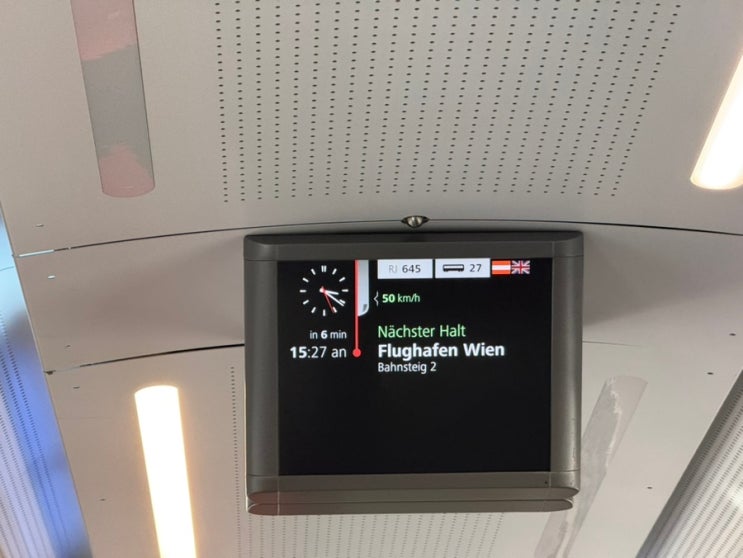 RJ 645 27
50 km/h
in 6 min
Nächster Halt
15:27 an
Flughafen Wien
Bahnsteig 2